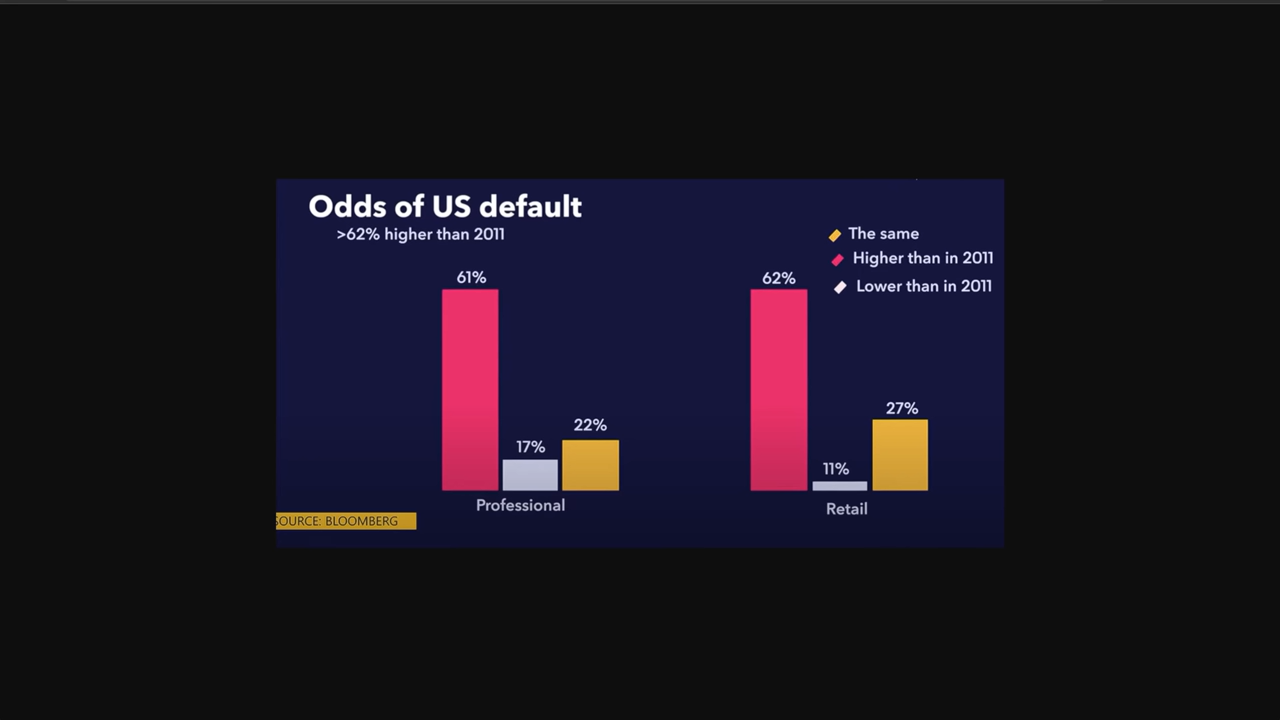 Odds of US default
>62% higher than 2011
The same
Higher than in 2011
Lower than in 2011
61%
17%
22%
Professional
62%
11%
27%
Retail
SOURCE: BLOOMBERG